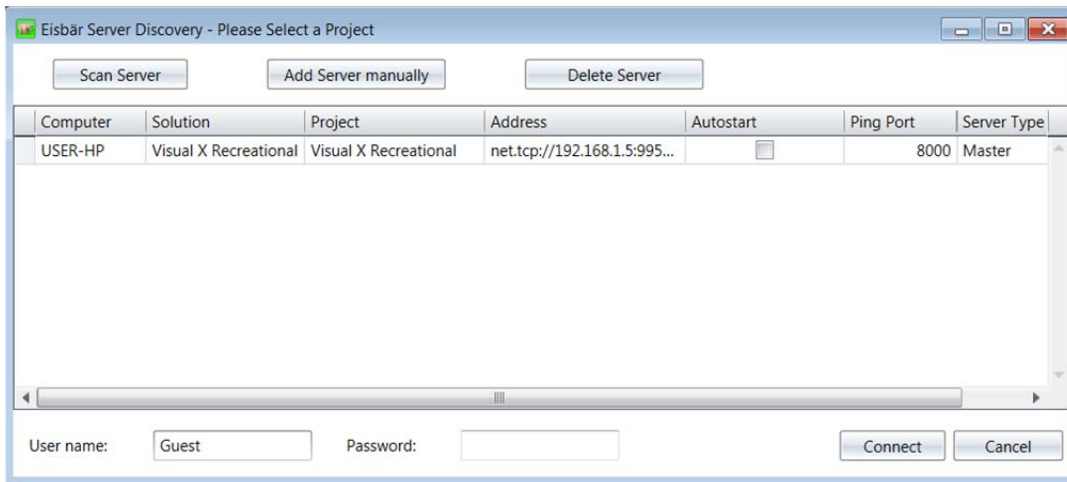 Eisbär Server Discovery - Please Select a Project
Scan Server Add Server manually Delete Server
Computer Solution Project Address Autostart Ping Port Server Type
USER-HP Visual X Recreational Visual X Recreational net.tcp://192.168.1.5:995... 8000 Master
User name: Guest Password: Connect Cancel